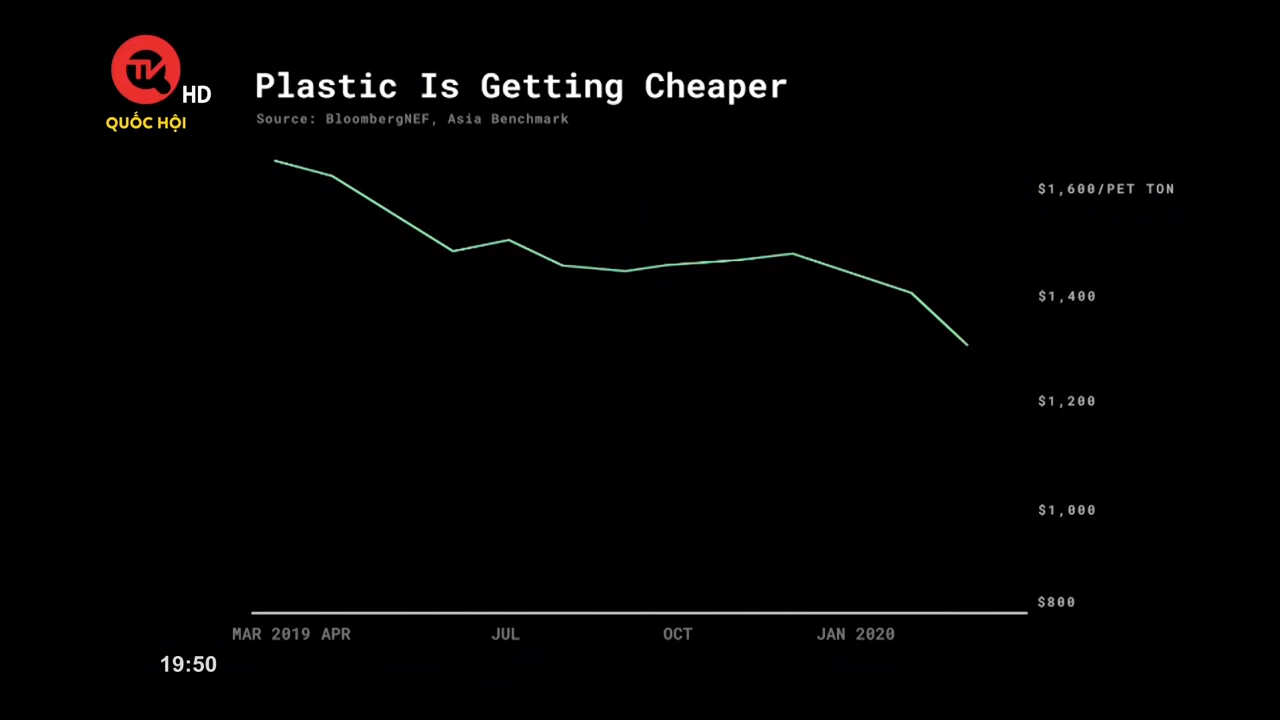 TV
HD
QUỐC HỘI
Plastic Is Getting Cheaper
Source: BloombergNEF, Asia Benchmark
$1,600/PET TON
$1,400
$1,200
$1,000
$800
MAR 2019 APR JUL OCT JAN 2020
19:50